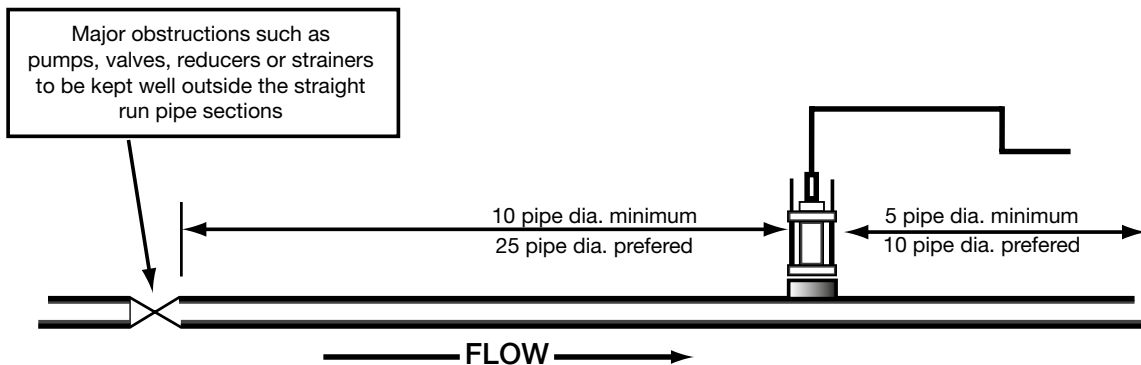 Major obstructions such as
pumps, valves, reducers or strainers
to be kept well outside the straight
run pipe sections
10 pipe dia. minimum
25 pipe dia. prefered
5 pipe dia. minimum
10 pipe dia. prefered
FLOW